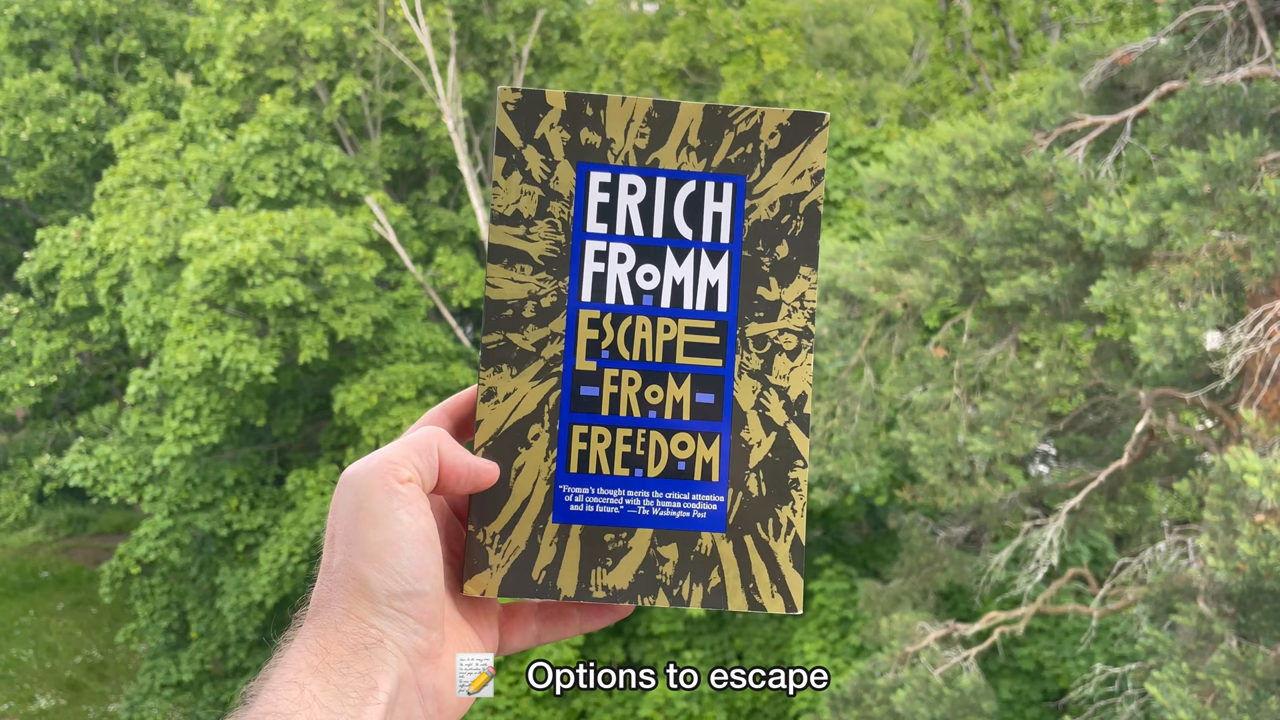 ERICH
FROMM
ESCAPE
FROM
FREEDOM
"Fromm's thought merits the critical attention
of all concerned with the human condition
and its future." —The Washington Post
Options to escape